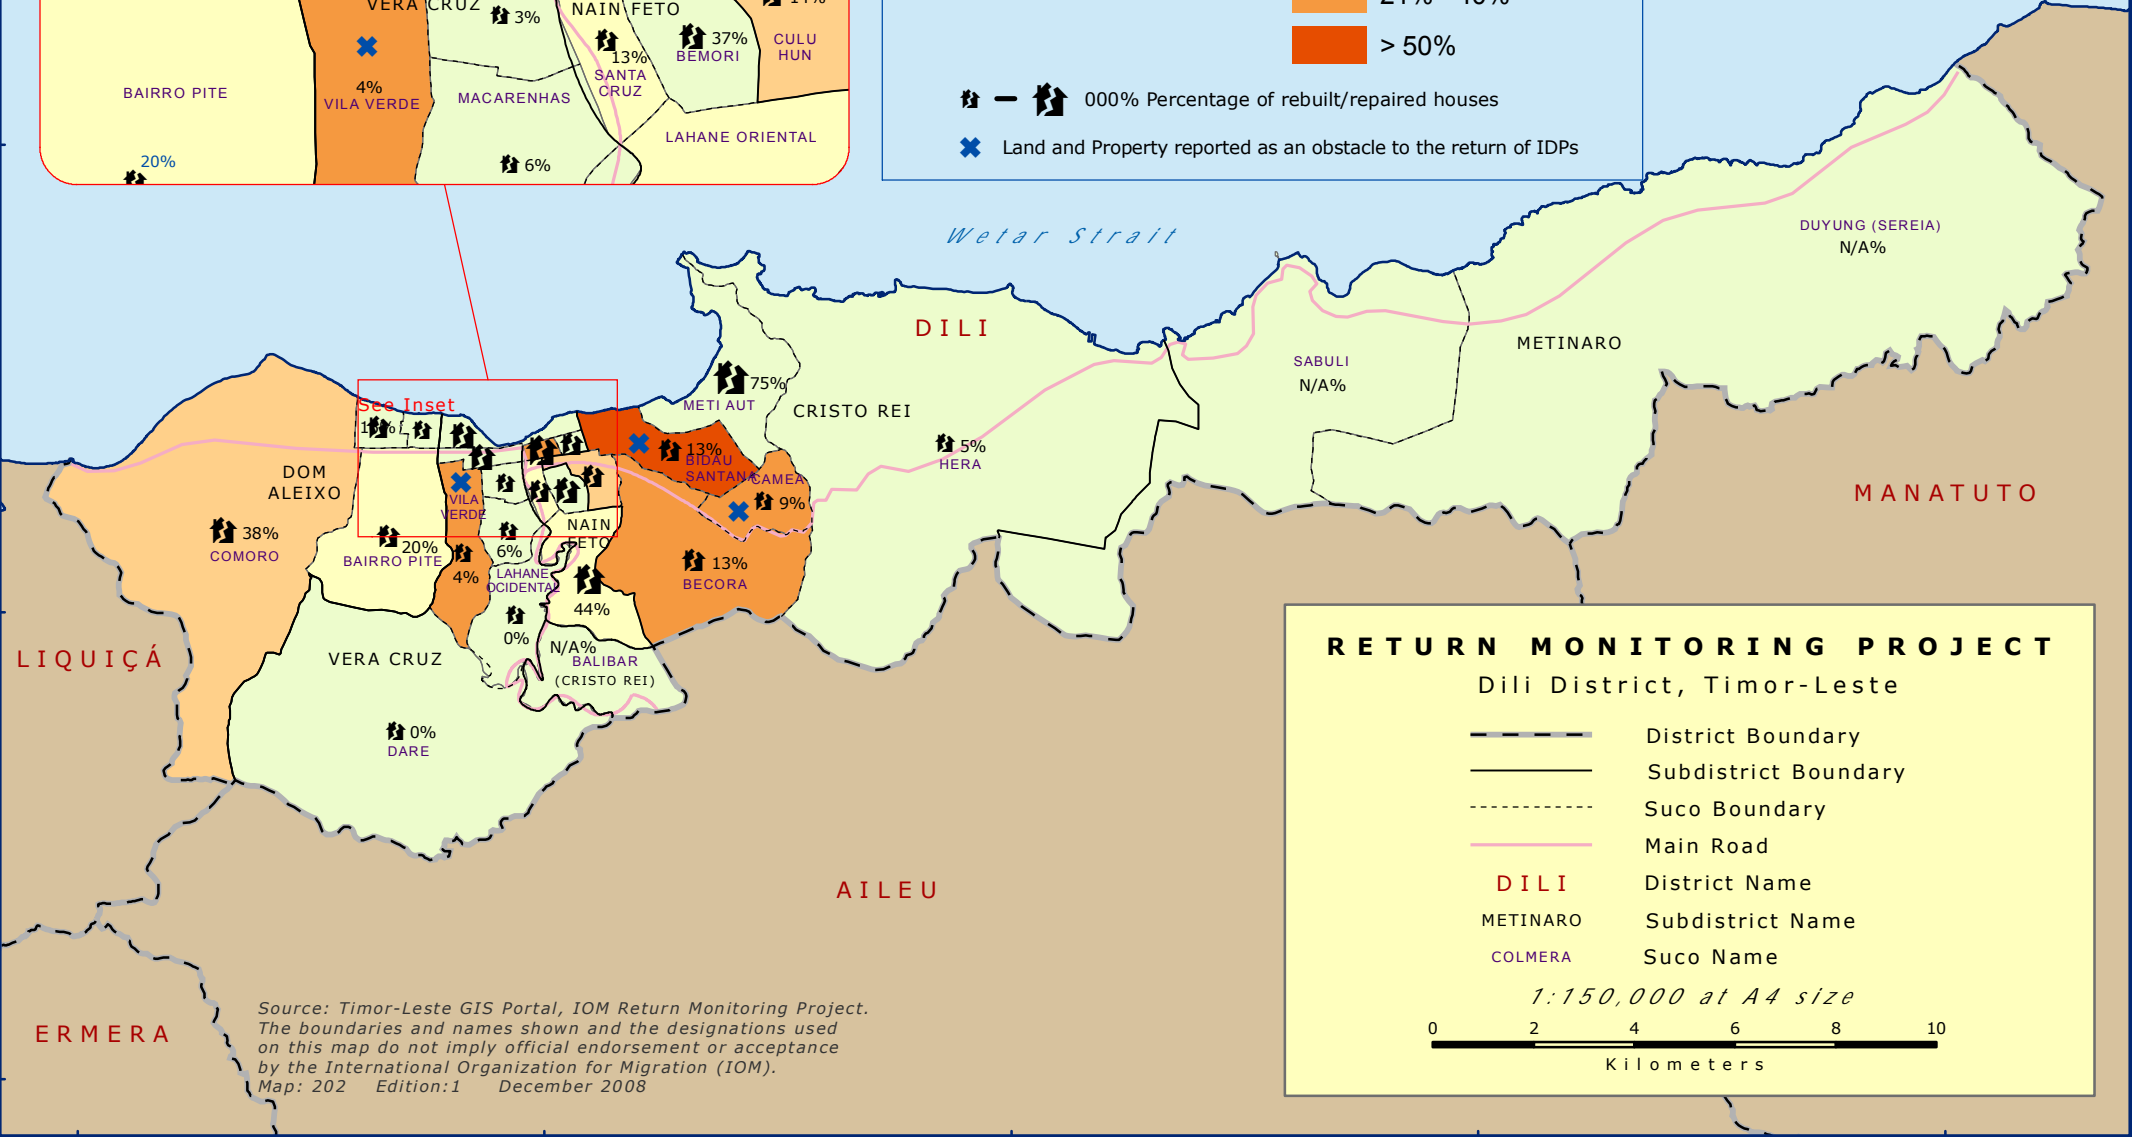 VERA CRUZ
3%
NAIN FETO
13%
SANTA
CRUZ
37%
BEMORI
CULU
HUN
BAIRRO PITE
4%
VILA VERDE
MACARENHAS
LAHANE ORIENTAL
20%
6%
> 50%
000% Percentage of rebuilt/repaired houses
Land and Property reported as an obstacle to the return of IDPs
Wetar Strait
DUYUNG (SEREIA)
N/A%
DILI
METINARO
SABULI
N/A%
75%
METI AUT
CRISTO REI
See Inset
5%
HERA
13%
BIDAU
SANTANA
CAMEA
9%
DOM
ALEIXO
VILA
VERDE
MANATUTO
38%
COMORO
NAIN
FETO
20%
BAIRRO PITE
6%
4%
LAHANE
OCIDENTAL
13%
BECORA
44%
0%
N/A%
BALIBAR
(CRISTO REI)
LIQUIÇÁ
VERA CRUZ
0%
DARE
AILEU
ERMERA
RETURN MONITORING PROJECT
Dili District, Timor-Leste
District Boundary
Subdistrict Boundary
Suco Boundary
Main Road
DILI District Name
METINARO Subdistrict Name
COLMERA Suco Name
1:150,000 at A4 size
0 2 4 6 8 10
Kilometers
Source: Timor-Leste GIS Portal, IOM Return Monitoring Project.
The boundaries and names shown and the designations used
on this map do not imply official endorsement or acceptance
by the International Organization for Migration (IOM).
Map: 202 Edition:1 December 2008